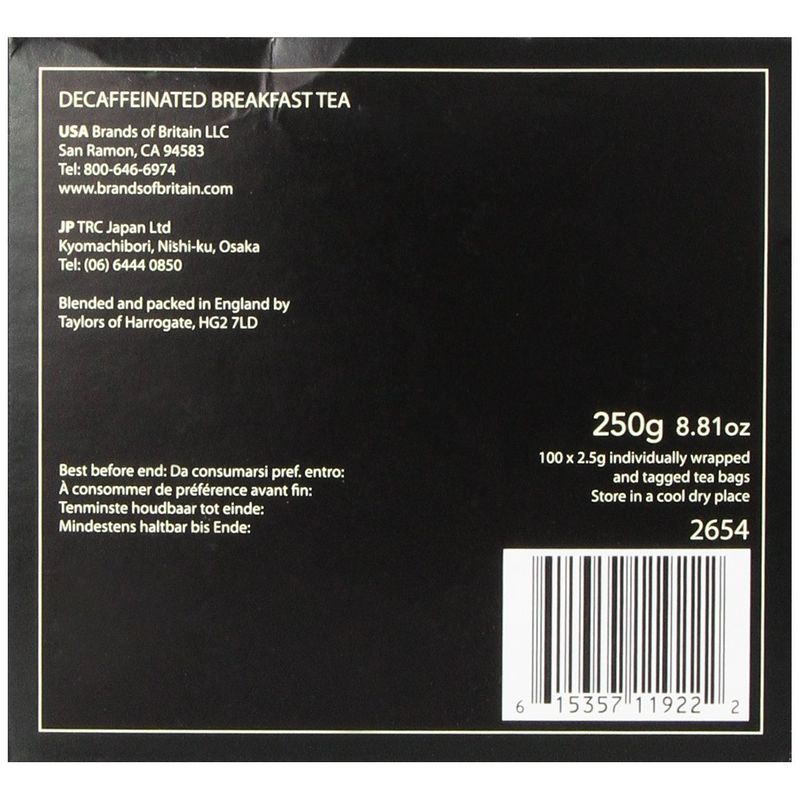 DECAFFEINATED BREAKFAST TEA
USA Brands of Britain LLC
San Ramon, CA 94583
Tel: 800-646-6974
www.brandsofbritain.com
JP TRC Japan Ltd
Kyomachibori, Nishi-ku, Osaka
Tel: (06) 6444 0850
Blended and packed in England by
Taylors of Harrogate, HG2 7LD
250g 8.81oz
100 x 2.5g individually wrapped
and tagged tea bags
Store in a cool dry place
Best before end: Da consumarsi pref. entro:
À consommer de préférence avant fin:
Tenminste houdbaar tot einde:
Mindestens haltbar bis Ende:
2654
6 15357 11922 2